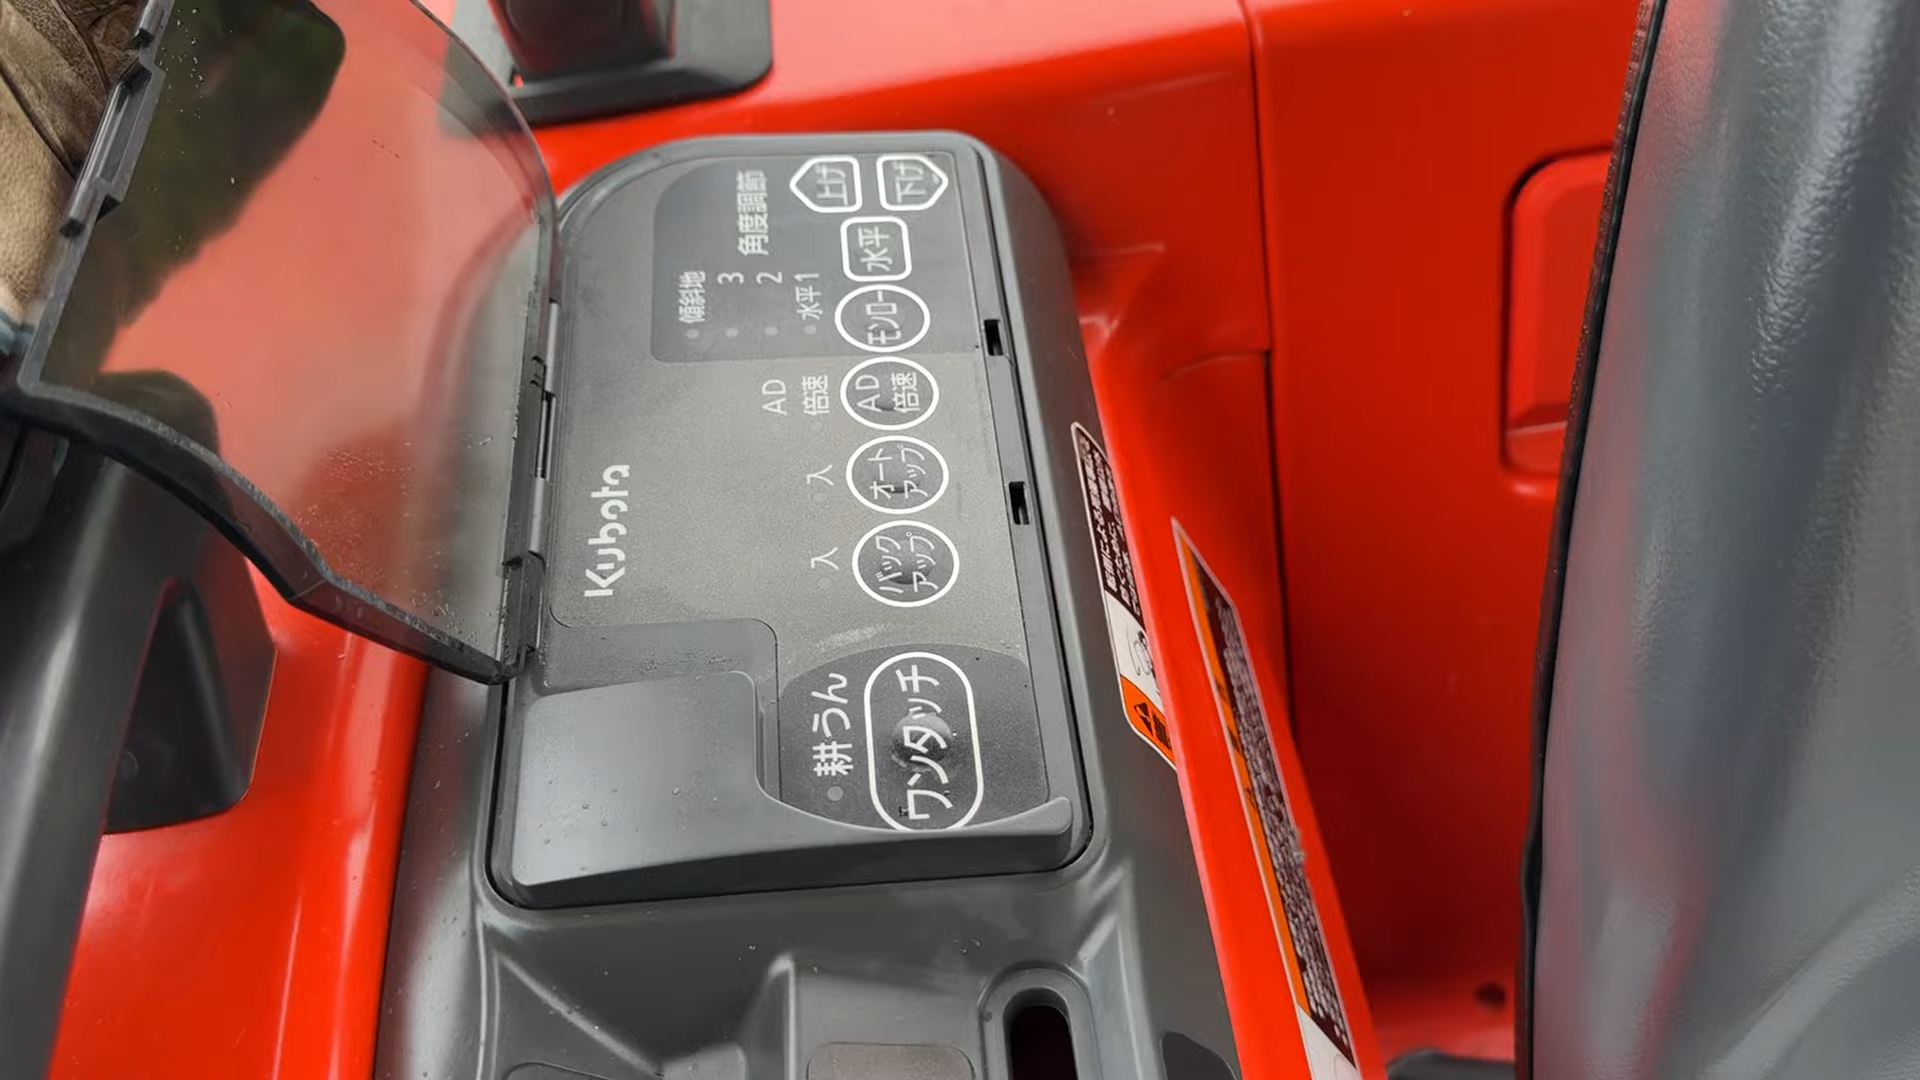 Kubota
傾斜地
3
2
水平1
角度調節
上げ
下げ
水平
モンロー
AD
倍速
AD
倍速
入
オート
アップ
入
バック
アップ
耕うん
ワンタッチ